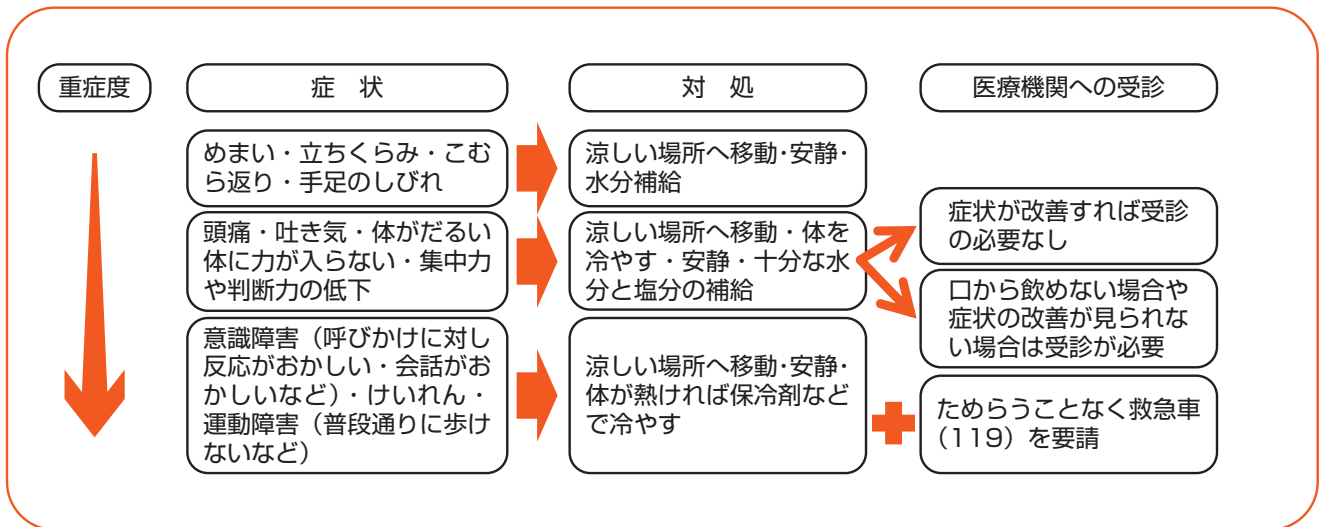 重症度
症　状
対　処
医療機関への受診
めまい・立ちくらみ・こむ
ら返り・手足のしびれ
涼しい場所へ移動・安静・
水分補給
頭痛・吐き気・体がだるい
体に力が入らない・集中力
や判断力の低下
涼しい場所へ移動・体を
冷やす・安静・十分な水
分と塩分の補給
症状が改善すれば受診
の必要なし
口から飲めない場合や
症状の改善が見られな
い場合は受診が必要
意識障害（呼びかけに対し
反応がおかしい・会話がお
かしいなど）・けいれん・
運動障害（普段通りに歩け
ないなど）
涼しい場所へ移動・安静・
体が熱ければ保冷剤など
で冷やす
ためらうことなく救急車
（119）を要請